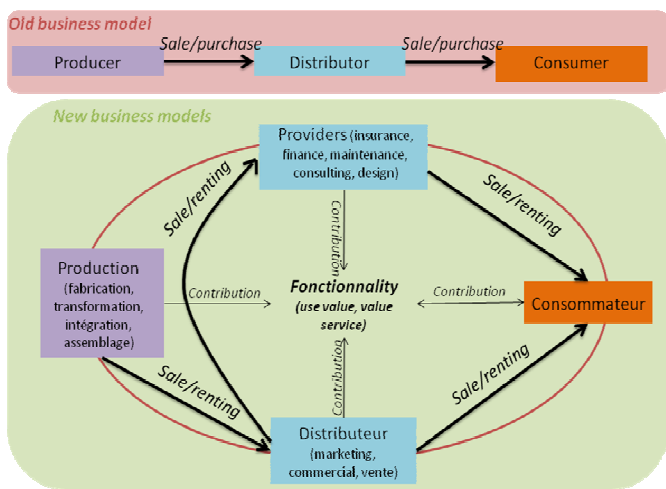 Old business model
Sale/purchase
Sale/purchase
Producer
Distributor
Consumer
New business models
Providers (insurance,
finance, maintenance,
consulting, design)
Sale/renting
Sale/renting
Contribution
Production
(fabrication,
transformation,
intégration,
assemblage)
Contribution
Fonctionnality
(use value, value
service)
Contribution
Consommateur
Sale/renting
Contribution
Sale/renting
Distributeur
(marketing,
commercial, vente)